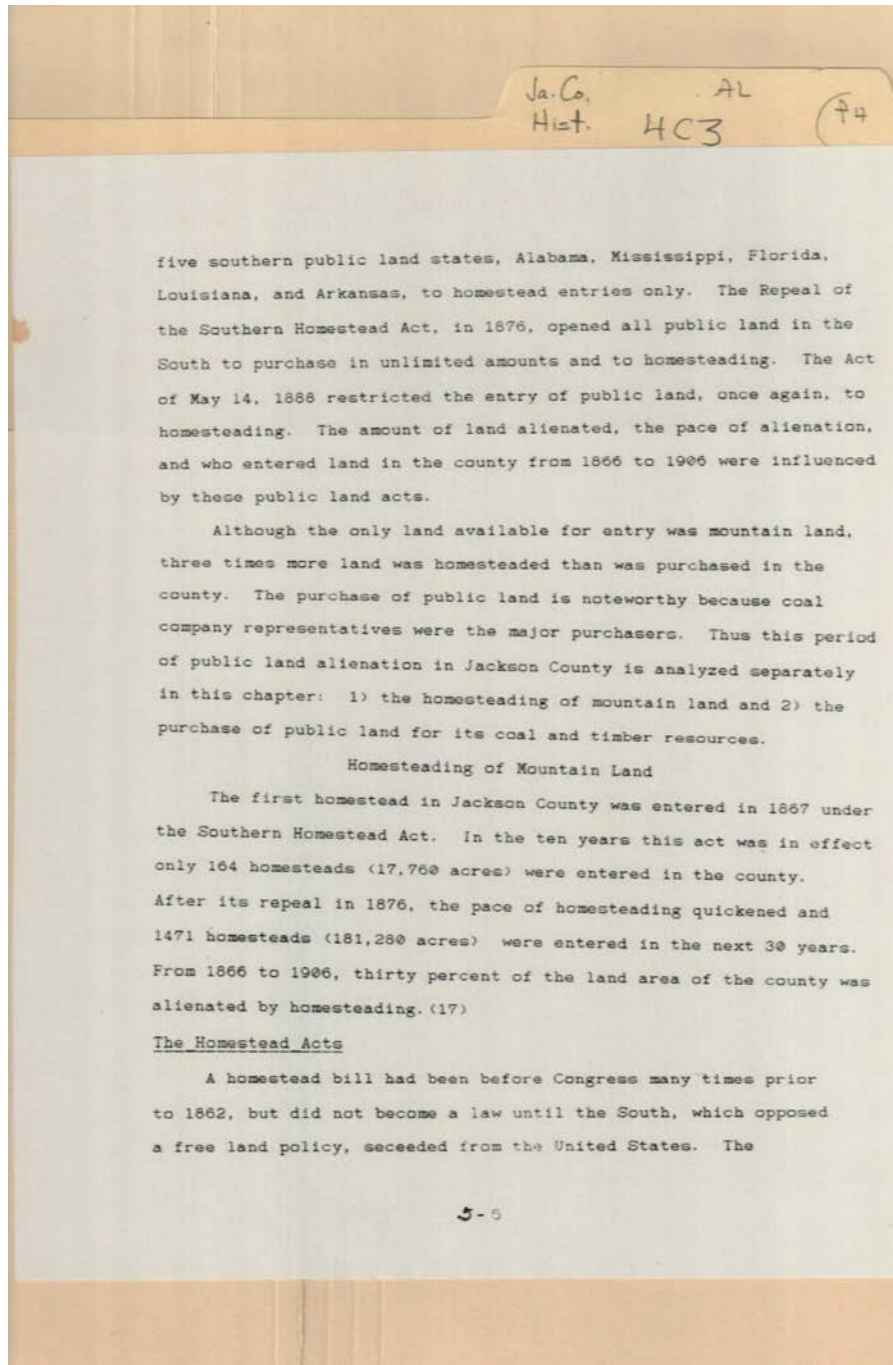 Ja. Co. AL
Hist. 4C3 (P4
five southern public land states, Alabama, Mississippi, Florida,
Louisiana, and Arkansas, to homestead entries only. The Repeal of
the Southern Homestead Act, in 1876, opened all public land in the
South to purchase in unlimited amounts and to homesteading. The Act
of May 14, 1888 restricted the entry of public land, once again, to
homesteading. The amount of land alienated, the pace of alienation,
and who entered land in the county from 1866 to 1906 were influenced
by these public land acts.
Although the only land available for entry was mountain land,
three times more land was homesteaded than was purchased in the
county. The purchase of public land is noteworthy because coal
company representatives were the major purchasers. Thus this period
of public land alienation in Jackson County is analyzed separately
in this chapter: 1) the homesteading of mountain land and 2) the
purchase of public land for its coal and timber resources.
Homesteading of Mountain Land
The first homestead in Jackson County was entered in 1867 under
the Southern Homestead Act. In the ten years this act was in effect
only 164 homesteads (17,760 acres) were entered in the county.
After its repeal in 1876, the pace of homesteading quickened and
1471 homesteads (181,280 acres) were entered in the next 30 years.
From 1866 to 1906, thirty percent of the land area of the county was
alienated by homesteading.(17)
The Homestead Acts
A homestead bill had been before Congress many times prior
to 1862, but did not become a law until the South, which opposed
a free land policy, seceeded from the United States. The
5-5